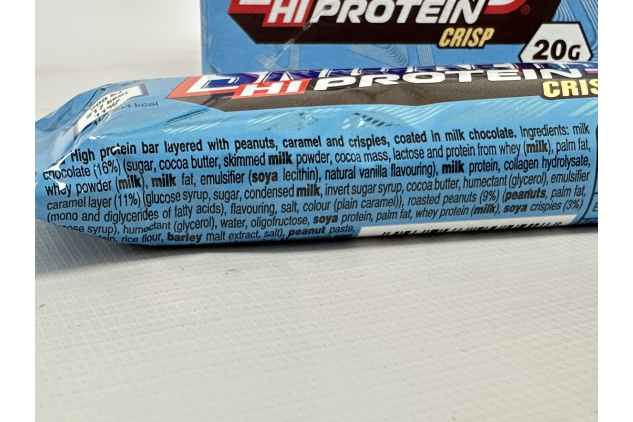 HI PROTEIN
CRISP
20G
HI PROTEIN
CRIS
kcal
High protein bar layered with peanuts, caramel and crisples, coated in milk chocolate. Ingredients: milk
chocolate (16%) (sugar, cocoa butter, skimmed milk powder, cocoa mass, lactose and protein from whey (milk), palm fat,
whey powder (milk), milk fat, emulsifier (soya lecithin), natural vanilla flavouring), milk protein, collagen hydrolysate,
caramel layer (11%) (glucose syrup, sugar, condensed milk, invert sugar syrup, cocoa butter, humectant (glycerol), emulsifier
(mono and diglycerides of fatty acids), flavouring, salt, colour (plain caramel)), roasted peanuts (9%) (peanuts, palm fat,
syrup), humectant (glycerol), water, oligofructose, soya protein, palm fat, whey protein (milk), soya crisples (3%)
rice flour, barley malt extract, salt), peanut paste,